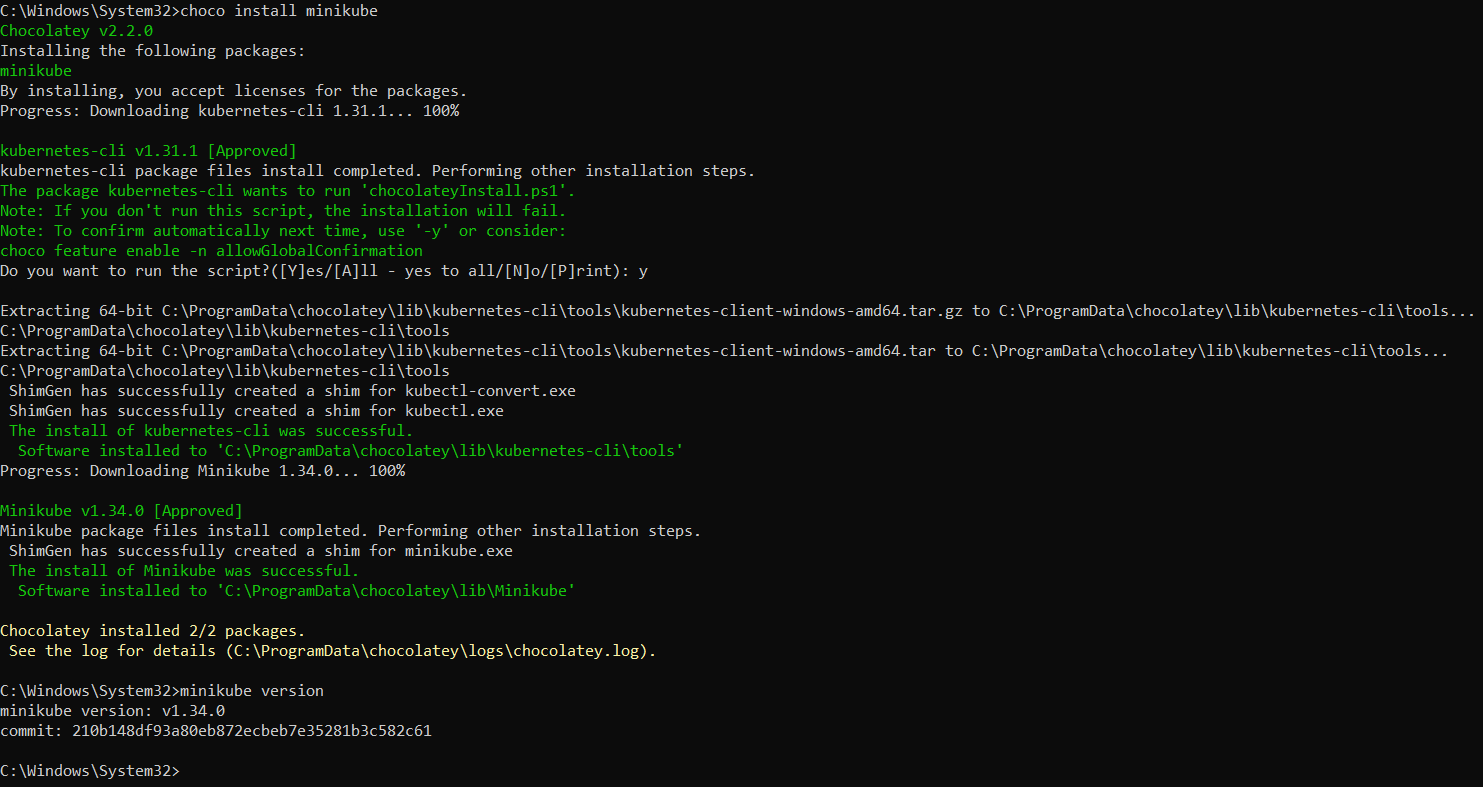 C:\Windows\System32>choco install minikube
Chocolatey v2.2.0
Installing the following packages:
minikube
By installing, you accept licenses for the packages.
Progress: Downloading kubernetes-cli 1.31.1... 100%
kubernetes-cli v1.31.1 [Approved]
kubernetes-cli package files install completed. Performing other installation steps.
The package kubernetes-cli wants to run 'chocolateyInstall.ps1'.
Note: If you don't run this script, the installation will fail.
Note: To confirm automatically next time, use '-y' or consider:
choco feature enable -n allowGlobalConfirmation
Do you want to run the script?([Y]es/[A]ll - yes to all/[N]o/[P]rint): y
Extracting 64-bit C:\ProgramData\chocolatey\lib\kubernetes-cli\tools\kubernetes-client-windows-amd64.tar.gz to C:\ProgramData\chocolatey\lib\kubernetes-cli\tools...
C:\ProgramData\chocolatey\lib\kubernetes-cli\tools
Extracting 64-bit C:\ProgramData\chocolatey\lib\kubernetes-cli\tools\kubernetes-client-windows-amd64.tar to C:\ProgramData\chocolatey\lib\kubernetes-cli\tools...
C:\ProgramData\chocolatey\lib\kubernetes-cli\tools
 ShimGen has successfully created a shim for kubectl-convert.exe
 ShimGen has successfully created a shim for kubectl.exe
 The install of kubernetes-cli was successful.
  Software installed to 'C:\ProgramData\chocolatey\lib\kubernetes-cli\tools'
Progress: Downloading Minikube 1.34.0... 100%
Minikube v1.34.0 [Approved]
Minikube package files install completed. Performing other installation steps.
 ShimGen has successfully created a shim for minikube.exe
 The install of Minikube was successful.
  Software installed to 'C:\ProgramData\chocolatey\lib\Minikube'
Chocolatey installed 2/2 packages.
 See the log for details (C:\ProgramData\chocolatey\logs\chocolatey.log).
C:\Windows\System32>minikube version
minikube version: v1.34.0
commit: 210b148df93a80eb872ecbeb7e35281b3c582c61
C:\Windows\System32>